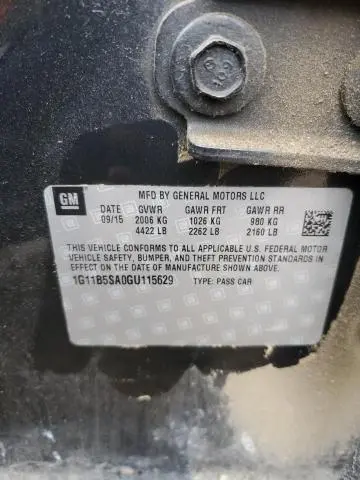 GM
MFD BY GENERAL MOTORS LLC
DATE GVWR GAWR FRT GAWR RR
09/15 2006 KG 1026 KG 980 KG
4422 LB 2262 LB 2160 LB
THIS VEHICLE CONFORMS TO ALL APPLICABLE U.S. FEDERAL MOTOR
VEHICLE SAFETY, BUMPER, AND THEFT PREVENTION STANDARDS IN
EFFECT ON THE DATE OF MANUFACTURE SHOWN ABOVE.
1G11B5SA0GU115629 TYPE: PASS CAR